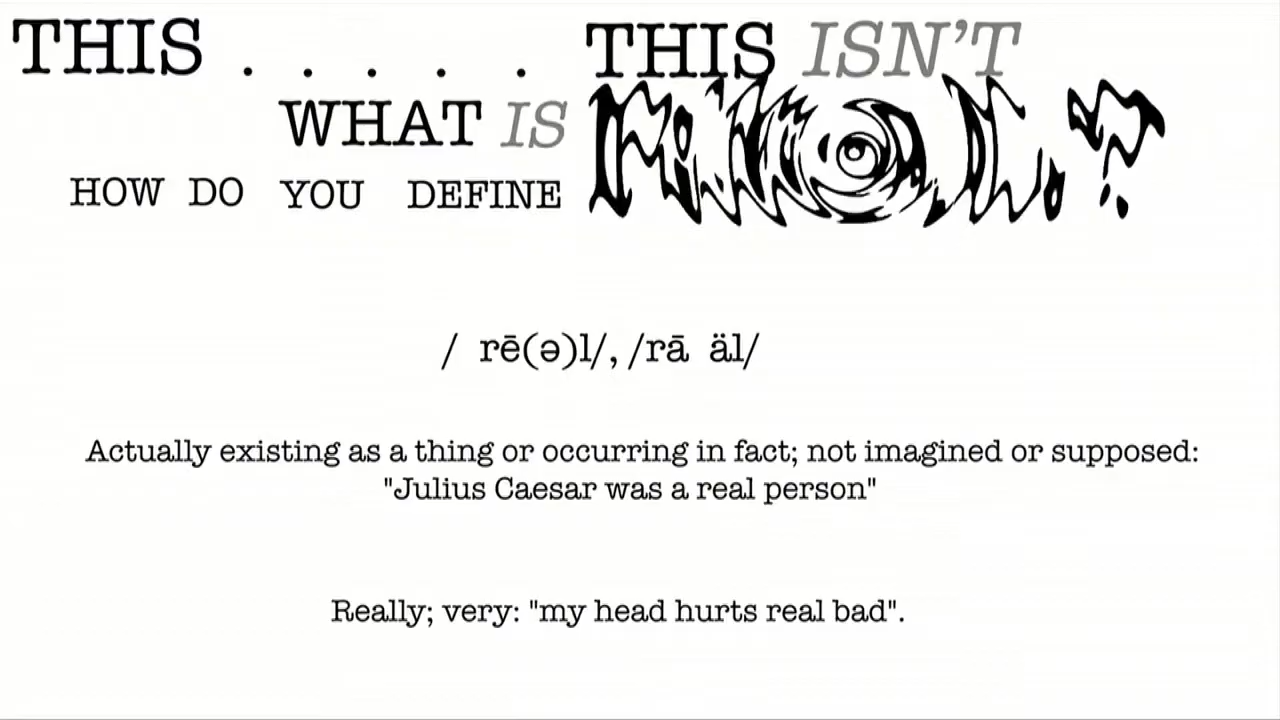 THIS . . . . . THIS ISN'T
WHAT IS
HOW DO YOU DEFINE
/ rē(ə)l/, /rā äl/
Actually existing as a thing or occurring in fact; not imagined or supposed:
"Julius Caesar was a real person"
Really; very: "my head hurts real bad".